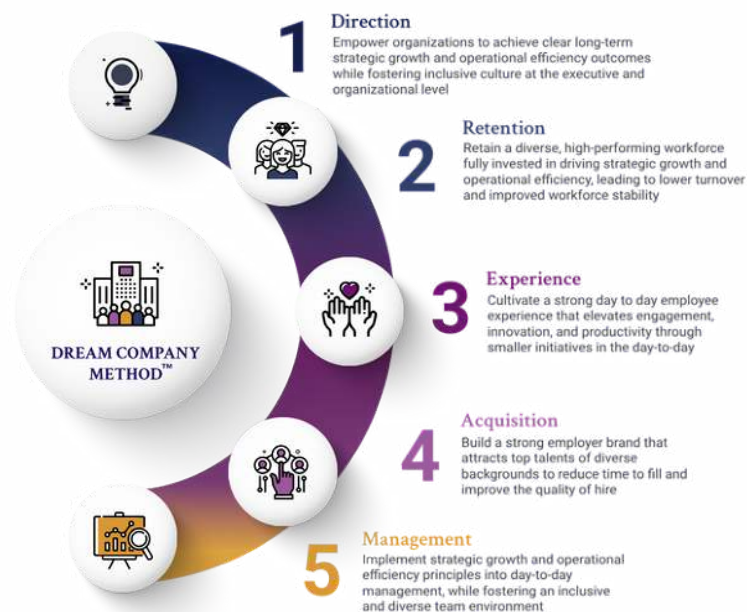 1
Direction
Empower organizations to achieve clear long-term
strategic growth and operational efficiency outcomes
while fostering inclusive culture at the executive and
organizational level
2
Retention
Retain a diverse, high-performing workforce
fully invested in driving strategic growth and
operational efficiency, leading to lower turnover
and improved workforce stability
DREAM COMPANY
METHOD™
3
Experience
Cultivate a strong day to day employee
experience that elevates engagement,
innovation, and productivity through
smaller initiatives in the day-to-day
4
Acquisition
Build a strong employer brand that
attracts top talents of diverse
backgrounds to reduce time to fill and
improve the quality of hire
5
Management
Implement strategic growth and operational
efficiency principles into day-to-day
management, while fostering an inclusive
and diverse team environment